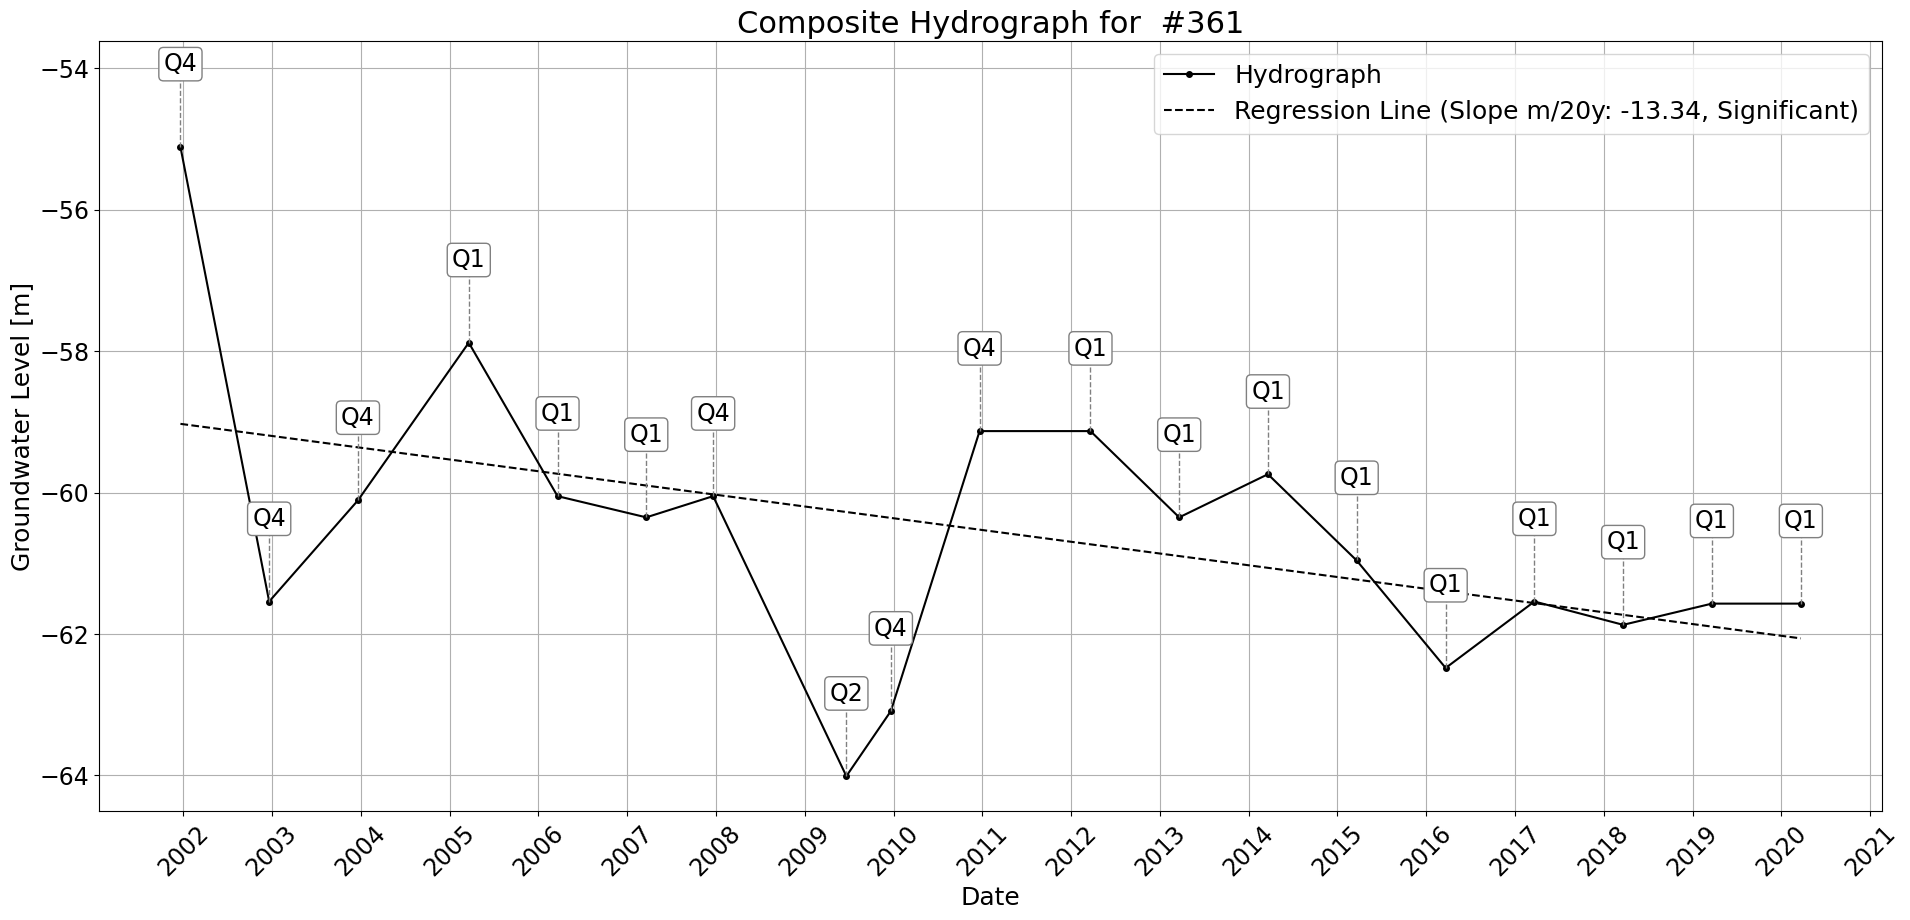 Composite Hydrograph for  #361
Hydrograph
Regression Line (Slope m/20y: -13.34, Significant)
Groundwater Level [m]
−54
−56
−58
−60
−62
−64
Q4
Q4
Q4
Q1
Q1
Q1
Q4
Q2
Q4
Q4
Q1
Q1
Q1
Q1
Q1
Q1
Q1
Q1
Q1
2002
2003
2004
2005
2006
2007
2008
2009
2010
2011
2012
2013
2014
2015
2016
2017
2018
2019
2020
2021
Date